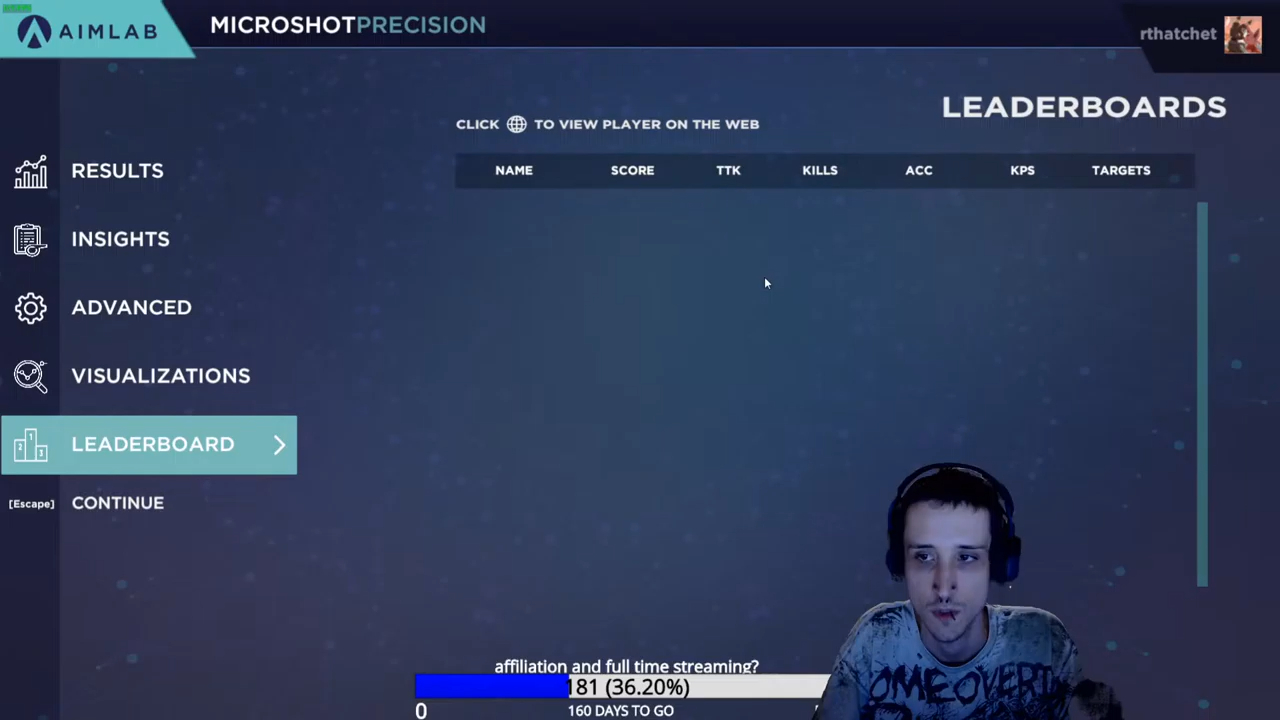 AIMLAB
MICROSHOTPRECISION
rthatchet
LEADERBOARDS
CLICK TO VIEW PLAYER ON THE WEB
NAME SCORE TTK KILLS ACC KPS TARGETS
RESULTS
INSIGHTS
ADVANCED
VISUALIZATIONS
LEADERBOARD
[Escape] CONTINUE
affiliation and full time streaming?
181 (36.20%)
0 160 DAYS TO GO